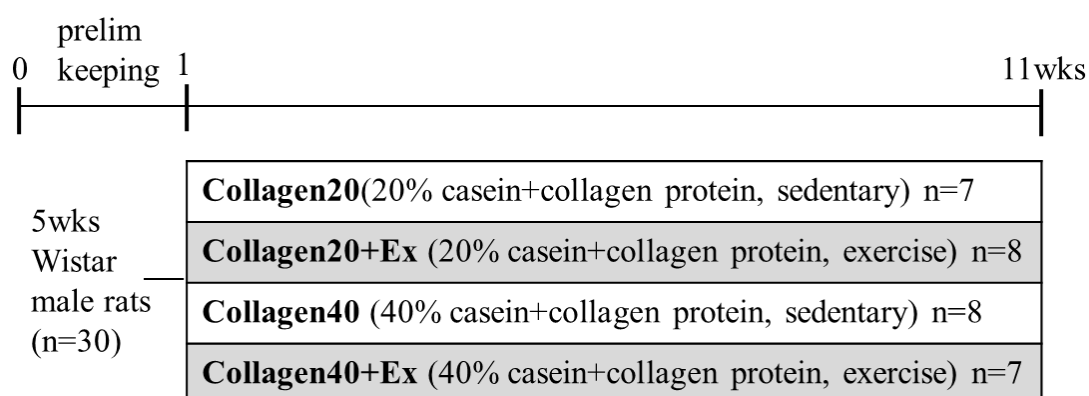 prelim
keeping
0
1
11wks
5wks
Wistar
male rats
(n=30)
Collagen20(20% casein+collagen protein, sedentary) n=7
Collagen20+Ex (20% casein+collagen protein, exercise) n=8
Collagen40 (40% casein+collagen protein, sedentary) n=8
Collagen40+Ex (40% casein+collagen protein, exercise) n=7